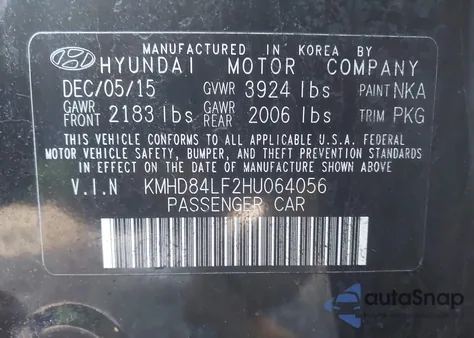 MANUFACTURED IN KOREA BY
HYUNDAI MOTOR COMPANY
DEC/05/15 GVWR 3924 lbs PAINT NKA
GAWR FRONT 2183 lbs GAWR REAR 2006 lbs TRIM PKG
THIS VEHICLE CONFORMS TO ALL APPLICABLE U.S.A. FEDERAL
MOTOR VEHICLE SAFETY, BUMPER, AND THEFT PREVENTION STANDARDS
IN EFFECT ON THE DATE OF MANUFACTURE SHOWN ABOVE.
V.I.N KMHD84LF2HU064056
PASSENGER CAR
autoSnap